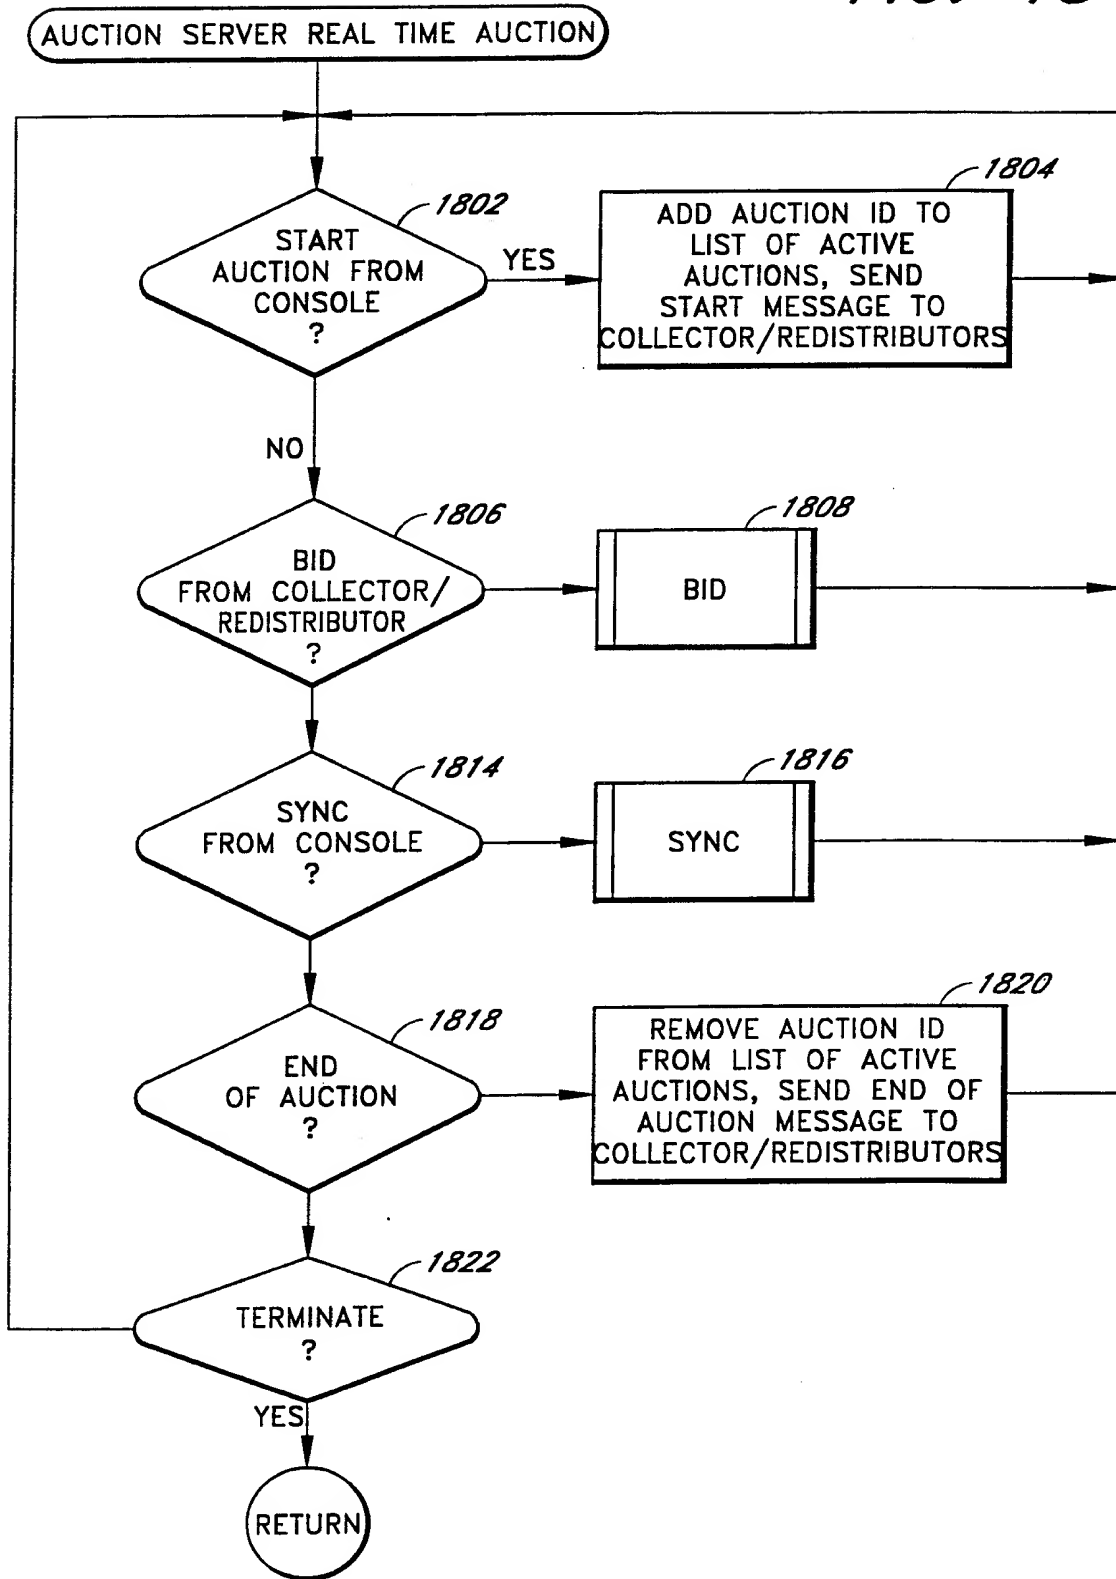 AUCTION SERVER REAL TIME AUCTION
1802
START
AUCTION FROM
CONSOLE
?
YES
1804
ADD AUCTION ID TO
LIST OF ACTIVE
AUCTIONS, SEND
START MESSAGE TO
COLLECTOR/REDISTRIBUTORS
NO
1806
BID
FROM COLLECTOR/
REDISTRIBUTOR
?
1808
BID
1814
SYNC
FROM CONSOLE
?
1816
SYNC
1818
END
OF AUCTION
?
1820
REMOVE AUCTION ID
FROM LIST OF ACTIVE
AUCTIONS, SEND END OF
AUCTION MESSAGE TO
COLLECTOR/REDISTRIBUTORS
1822
TERMINATE
?
YES
RETURN